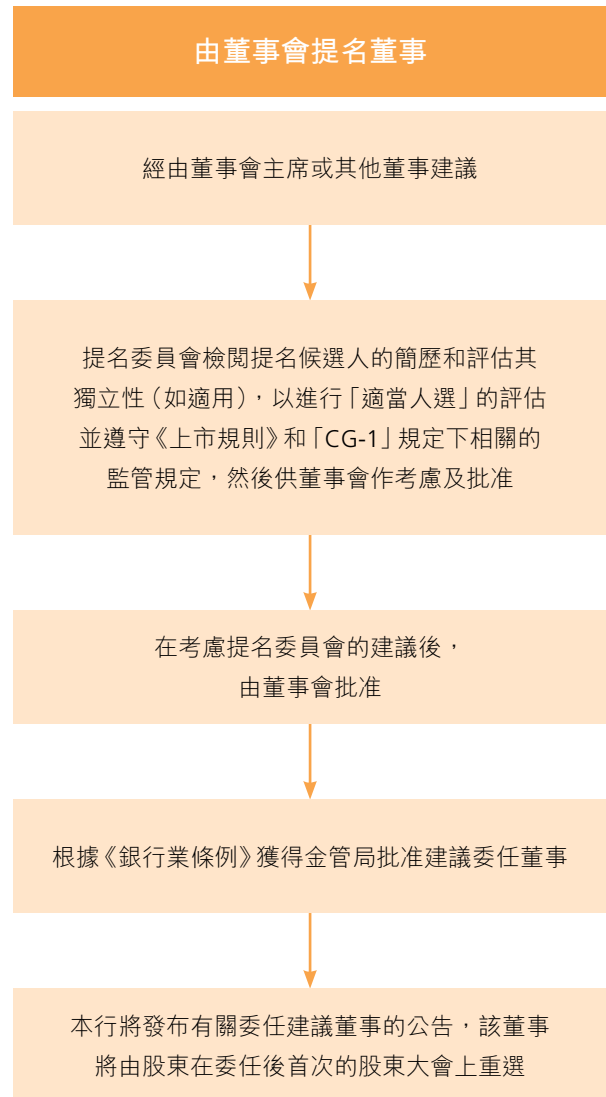 由董事會提名董事
經由董事會主席或其他董事建議
提名委員會檢閱提名候選人的簡歷和評估其
獨立性（如適用），以進行「適當人選」的評估
並遵守《上市規則》和「CG-1」規定下相關的
監管規定，然後供董事會作考慮及批准
在考慮提名委員會的建議後，
由董事會批准
根據《銀行業條例》獲得金管局批准建議委任董事
本行將發布有關委任建議董事的公告，該董事
將由股東在委任後首次的股東大會上重選